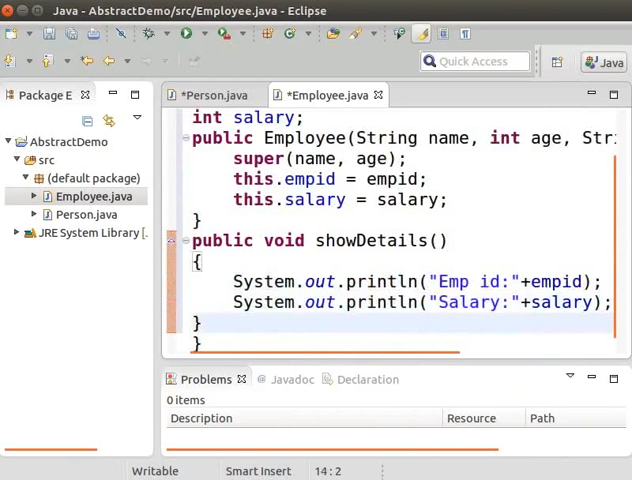 Java - AbstractDemo/src/Employee.java - Eclipse
Quick Access
Java
Package E
*Person.java
*Employee.java
AbstractDemo
src
(default package)
Employee.java
Person.java
JRE System Library [.
int salary;
public Employee(String name, int age, Stri
super(name, age);
this.empid = empid;
this.salary = salary;
}
public void showDetails()
{
System.out.println("Emp id:"+empid);
System.out.println("Salary:"+salary);
}
}
Problems
@ Javadoc
Declaration
0 items
Description
Resource
Path
Writable
Smart Insert
14 : 2